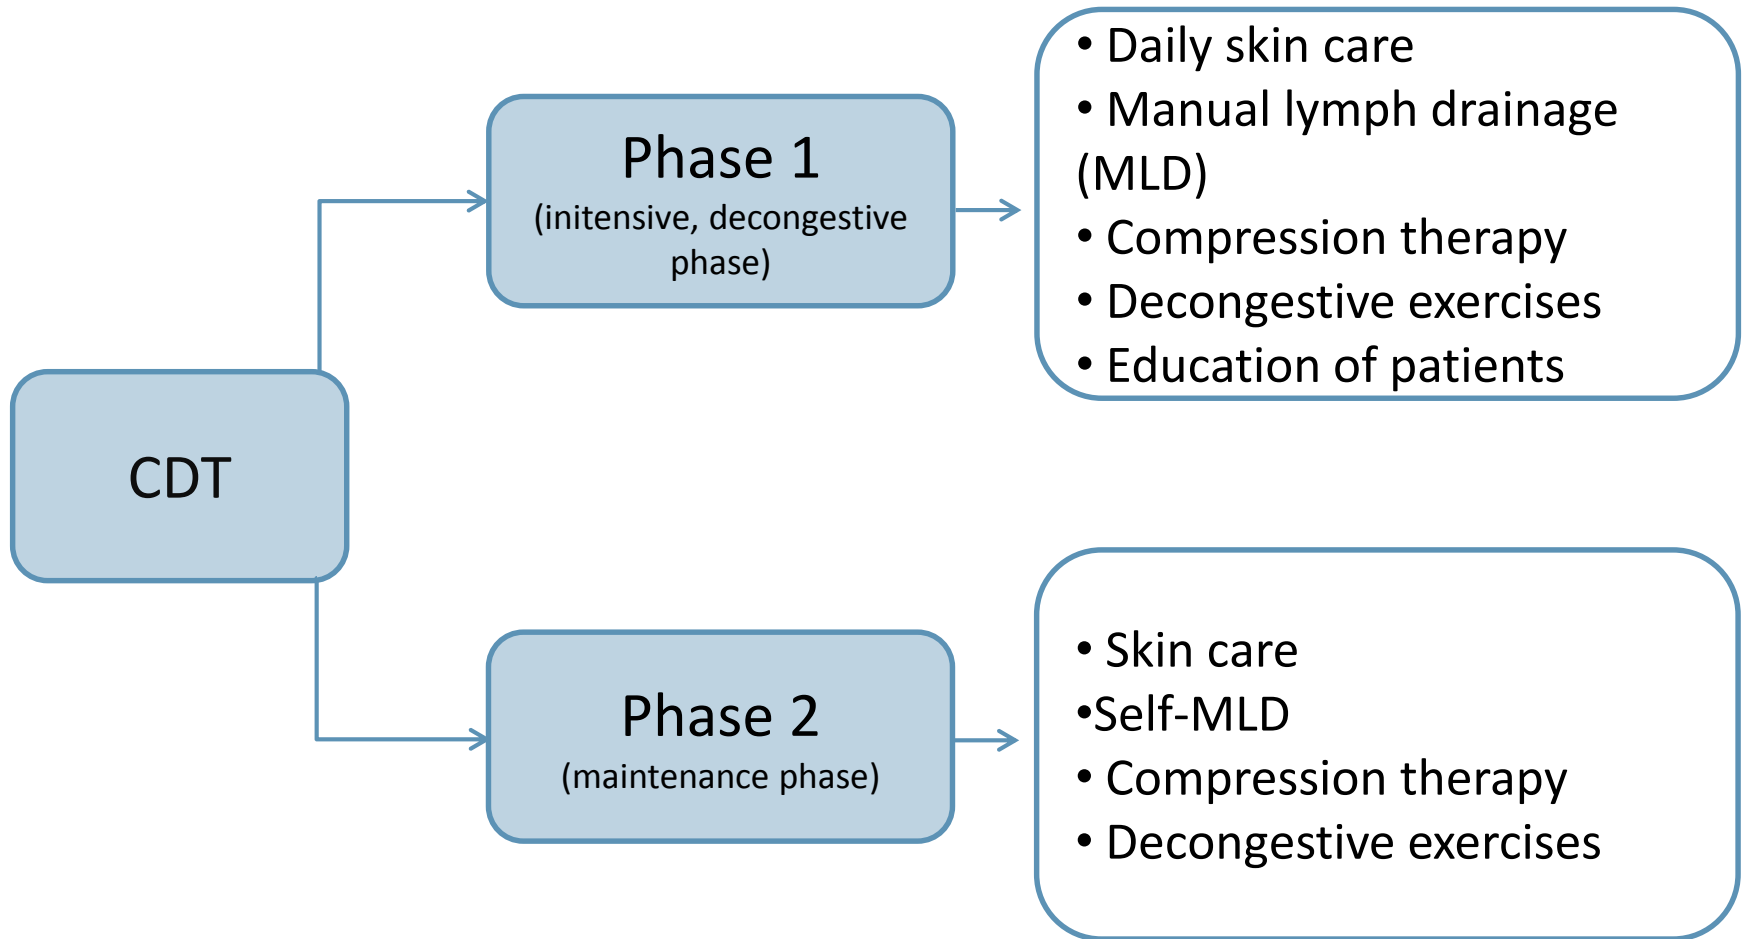 CDT
Phase 1
(initensive, decongestive
phase)
• Daily skin care
• Manual lymph drainage
(MLD)
• Compression therapy
• Decongestive exercises
• Education of patients
Phase 2
(maintenance phase)
• Skin care
•Self-MLD
• Compression therapy
• Decongestive exercises